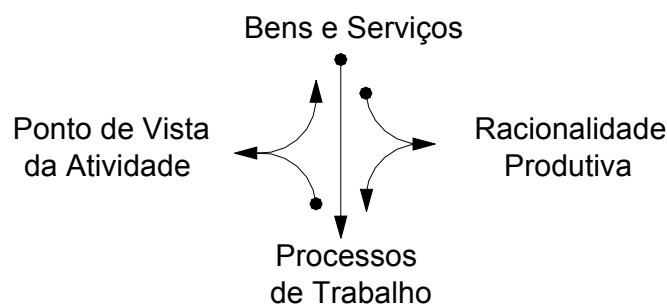 Bens e Serviços
Ponto de Vista
da Atividade
Racionalidade
Produtiva
Processos
de Trabalho